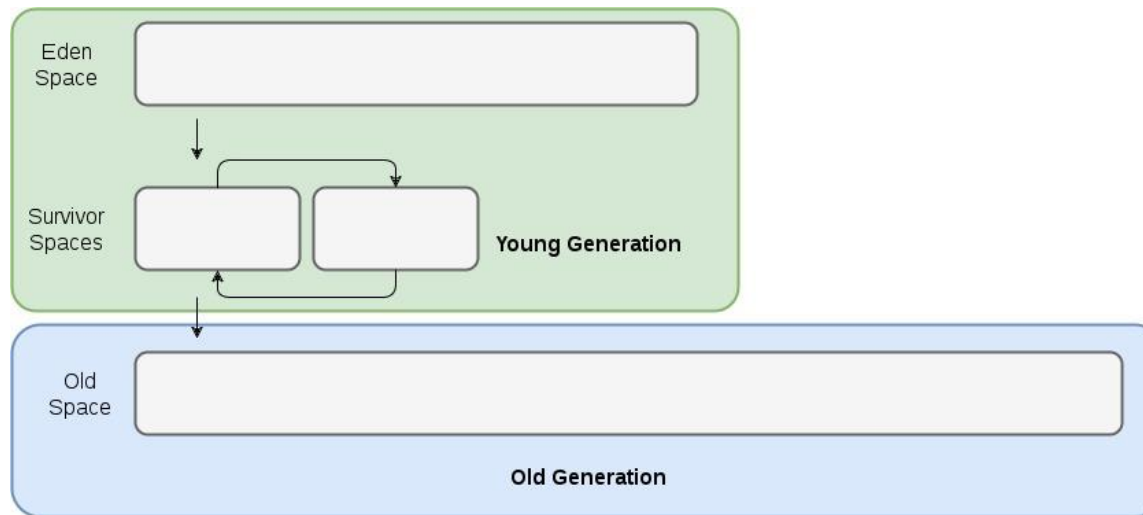 Eden
Space
Survivor
Spaces
Young Generation
Old
Space
Old Generation